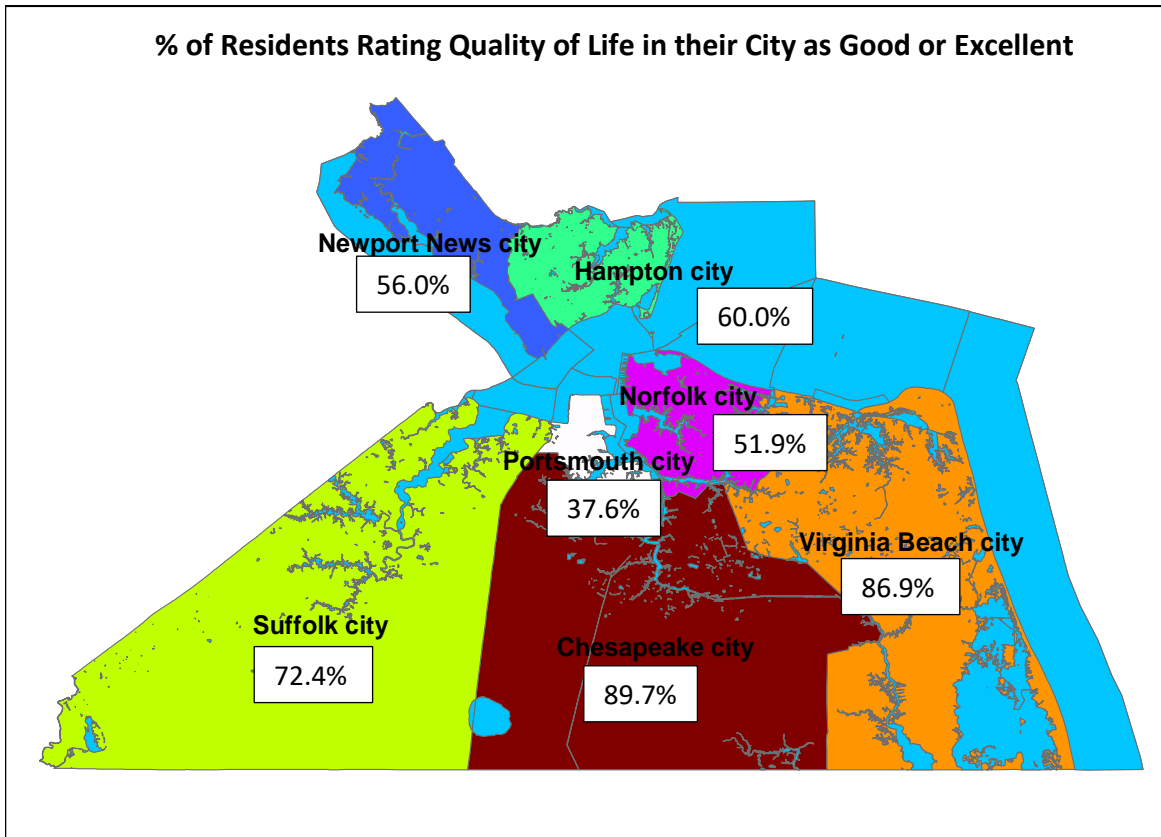 % of Residents Rating Quality of Life in their City as Good or Excellent
Newport News city
56.0%
Hampton city
60.0%
Norfolk city
51.9%
Portsmouth city
37.6%
Virginia Beach city
86.9%
Suffolk city
72.4%
Chesapeake city
89.7%